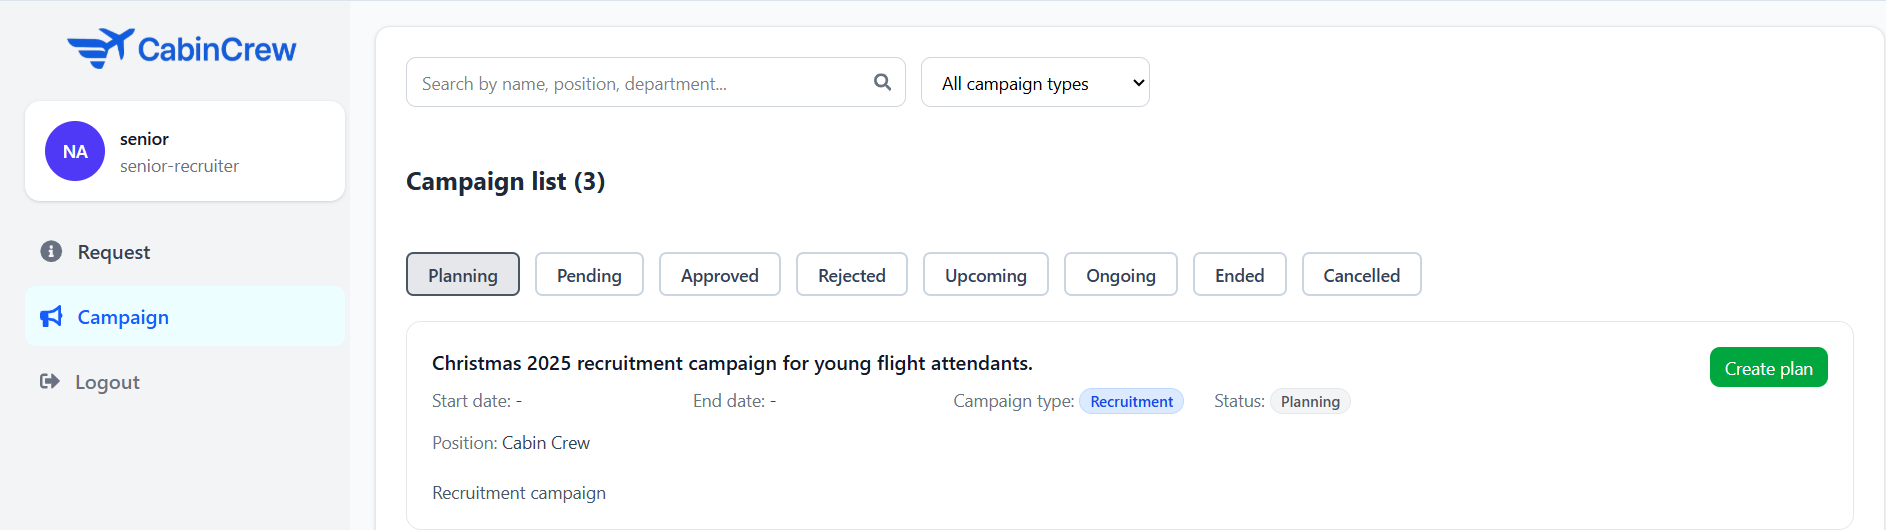 CabinCrew
NA
senior
senior-recruiter
Request
Campaign
Logout
Search by name, position, department...
All campaign types
Campaign list (3)
Planning
Pending
Approved
Rejected
Upcoming
Ongoing
Ended
Cancelled
Christmas 2025 recruitment campaign for young flight attendants.
Create plan
Start date: -
End date: -
Campaign type: Recruitment
Status: Planning
Position: Cabin Crew
Recruitment campaign